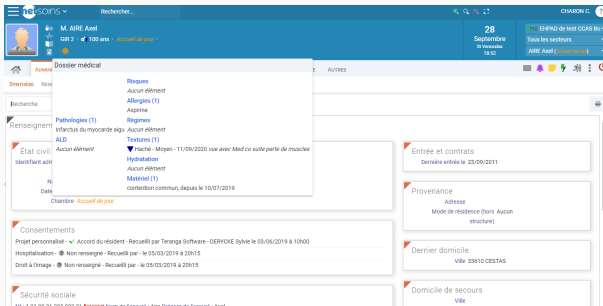 netsoins
Rechercher...
CHARON C.
M. AIRE Axel
GIR 2 - 100 ans - Accueil de jour -
28
Septembre
St Venceslas
18:52
EHPAD de test CCAS Bo
Tous les secteurs
AIRE Axel (Accueil de jour)
Dossier médical
AUTRES
Risques
Aucun élément
Allergies (1)
Aspirine
Pathologies (1) Régimes
Infarctus du myocarde aigu Aucun élément
ALD Textures (1)
Aucun élément Haché - Moyen - 11/09/2020 vue avec Med co suite perte de muscles
Hydratation
Aucun élément
Matériel (1)
contention commun, depuis le 10/07/2019
Recherche
État civil
Chambre Accueil de jour
Entrée et contrats
Dernière entrée le 23/09/2011
Provenance
Adresse
Mode de résidence (hors structure) Aucun
Consentements
Projet personnalisé - Accord du résident - Recueilli par Teranga Software - DERYCKE Sylvie le 03/06/2019 à 10h00
Hospitalisation - Non renseigné - Recueilli par - le 05/03/2019 à 20h15
Droit à l'image - Non renseigné - Recueilli par - le 05/03/2019 à 20h15
Dernier domicile
Ville 33610 CESTAS
Sécurité sociale
Domicile de secours
Ville